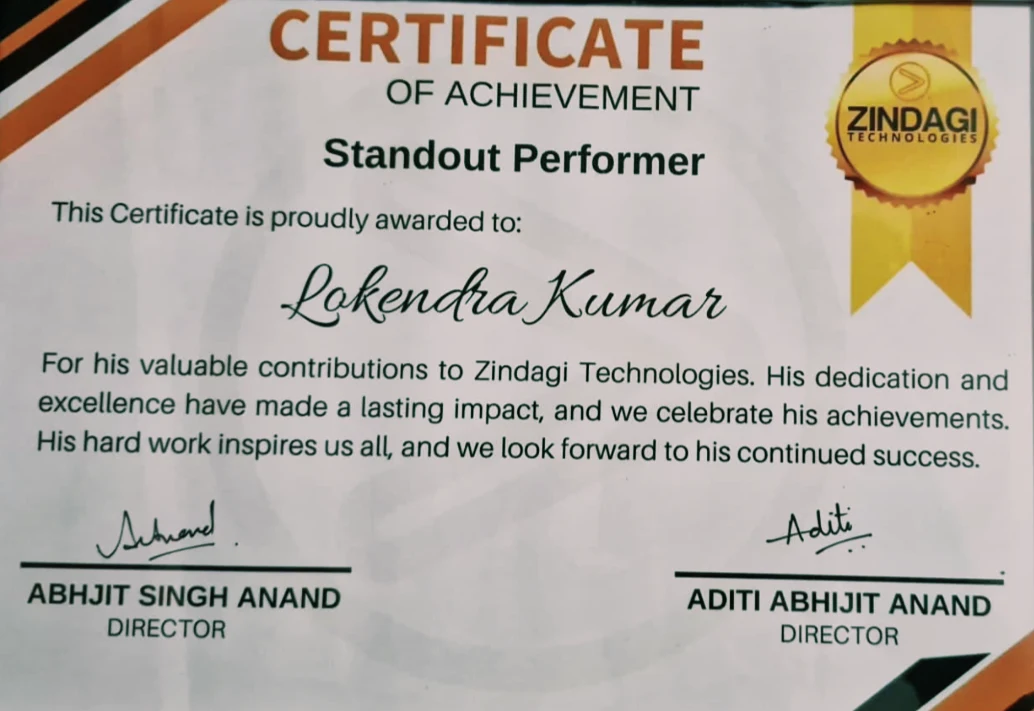 CERTIFICATE
OF ACHIEVEMENT
ZINDAGI
TECHNOLOGIES
Standout Performer
This Certificate is proudly awarded to:
Lokendra Kumar
For his valuable contributions to Zindagi Technologies. His dedication and
excellence have made a lasting impact, and we celebrate his achievements.
His hard work inspires us all, and we look forward to his continued success.
Aditi
ABHJIT SINGH ANAND
DIRECTOR
ADITI ABHIJIT ANAND
DIRECTOR